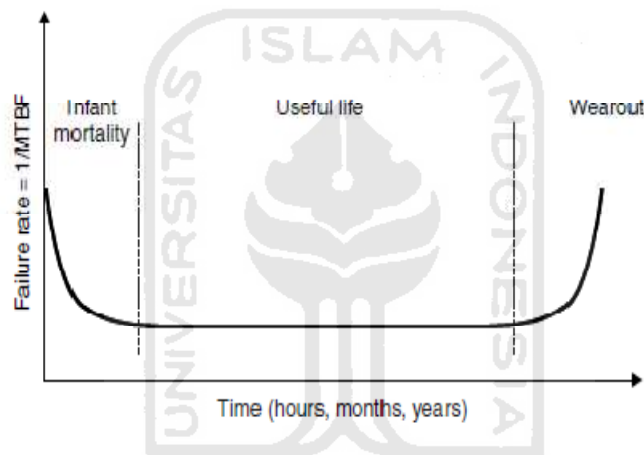 ISLAM
UNIVERSITAS
INDONESIA
Infant
mortality
Useful life
Wearout
Failure rate = 1/MTBF
Time (hours, months, years)